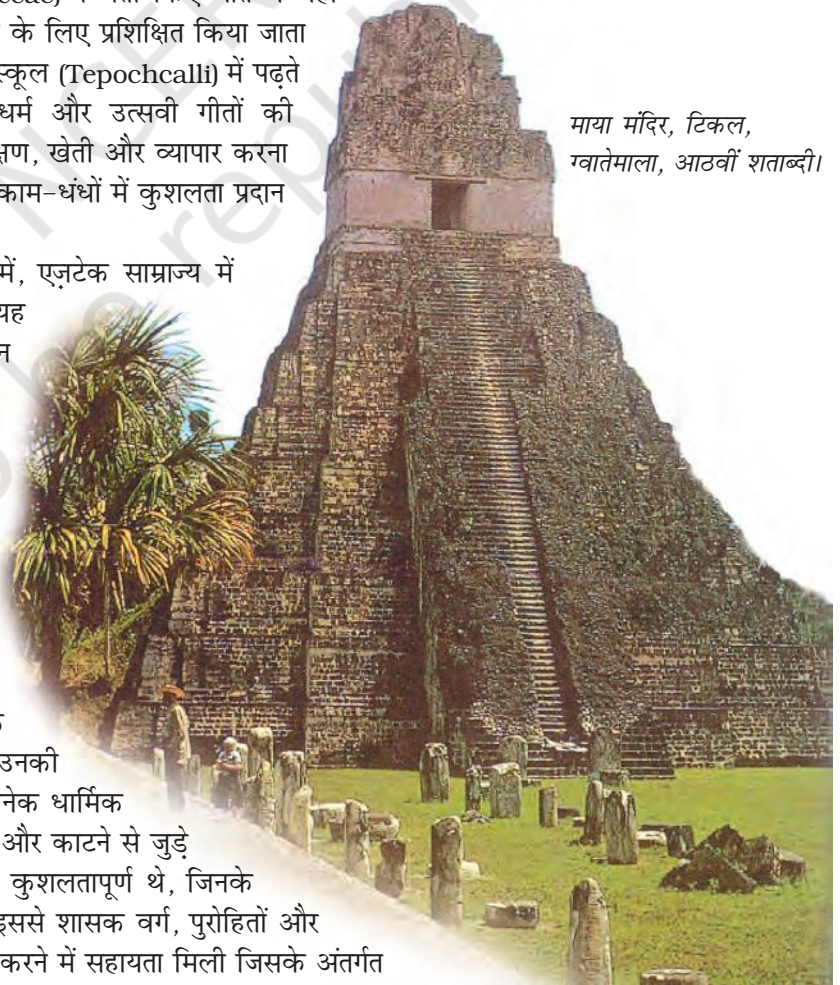 के लिए प्रशिक्षित किया जाता
स्कूल (Tepochcalli) में पढ़ते
धर्म और उत्सवी गीतों की
खेती और व्यापार करना
काम-धंधों में कुशलता प्रदान
में, एज़टेक साम्राज्य में
यह
माया मंदिर, टिकल,
ग्वातेमाला, आठवीं शताब्दी।
उनकी
धार्मिक
और काटने से जुड़े
कुशलतापूर्ण थे, जिनके
इससे शासक वर्ग, पुरोहितों और
करने में सहायता मिली जिसके अंतर्गत